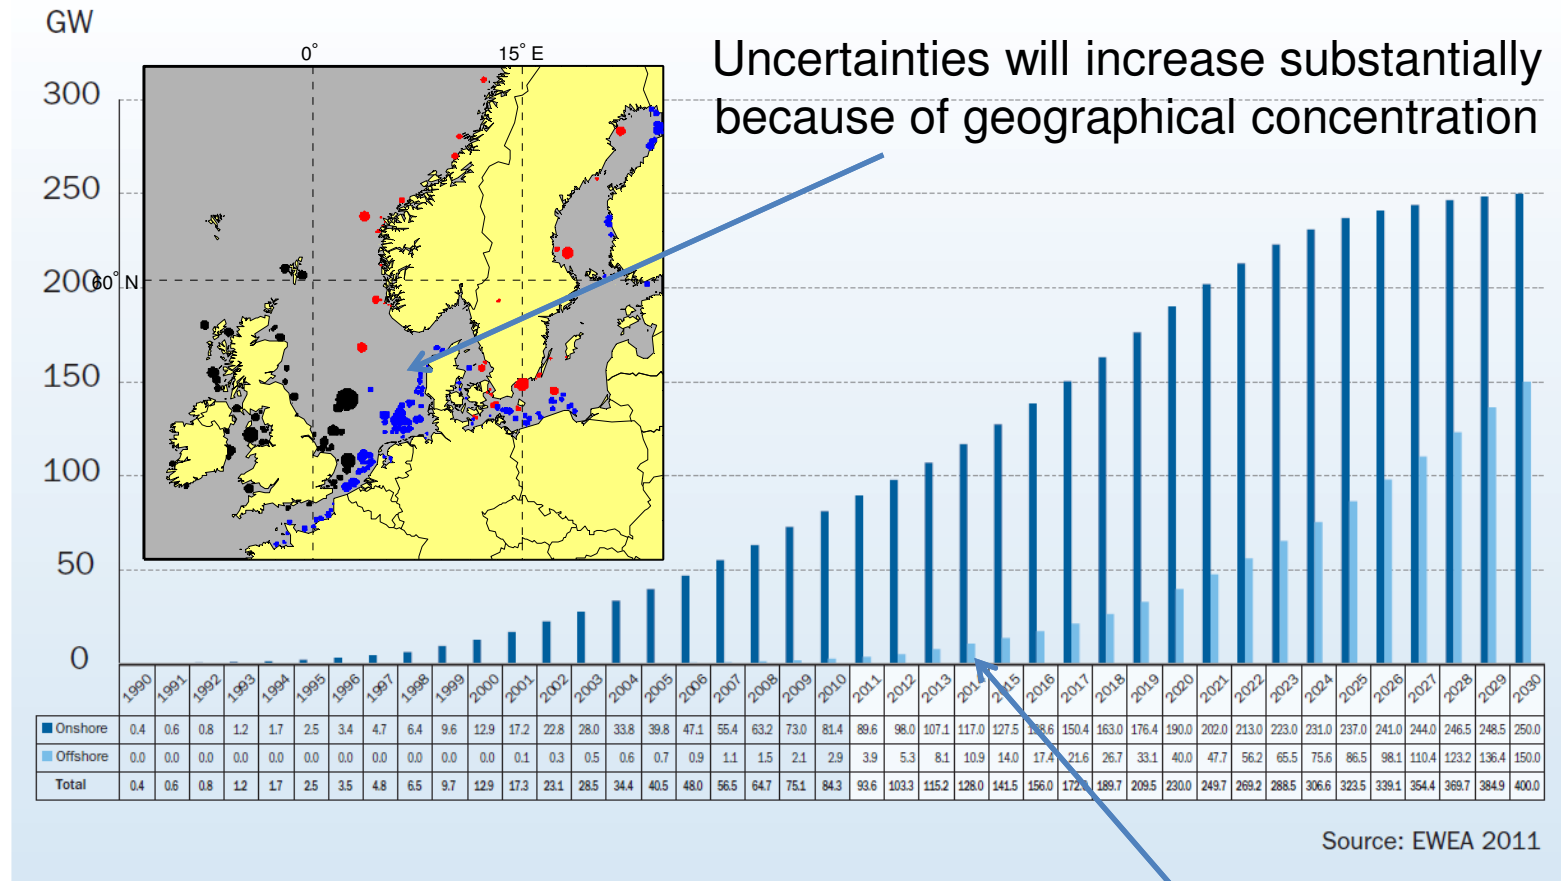 GW
0° 15° E
Uncertainties will increase substantially
because of geographical concentration
300
250
200
60° N
150
100
50
0
1990 1991 1992 1993 1994 1995 1996 1997 1998 1999 2000 2001 2002 2003 2004 2005 2006 2007 2008 2009 2010 2011 2012 2013 2014 2015 2016 2017 2018 2019 2020 2021 2022 2023 2024 2025 2026 2027 2028 2029 2030
Onshore 0.4 0.6 0.8 1.2 1.7 2.5 3.4 4.7 6.4 9.6 12.9 17.2 22.8 28.0 33.8 39.8 47.1 55.4 63.2 73.0 81.4 89.6 98.0 107.1 117.0 127.5 138.6 150.4 163.0 176.4 190.0 202.0 213.0 223.0 231.0 237.0 241.0 244.0 246.5 248.5 250.0
Offshore 0.0 0.0 0.0 0.0 0.0 0.0 0.0 0.0 0.0 0.0 0.0 0.1 0.3 0.5 0.6 0.7 0.9 1.1 1.5 2.1 2.9 3.9 5.3 8.1 10.9 14.0 17.4 21.6 26.7 33.1 40.0 47.7 56.2 65.5 75.6 86.5 98.1 110.4 123.2 136.4 150.0
Total 0.4 0.6 0.8 1.2 1.7 2.5 3.5 4.8 6.5 9.7 12.9 17.3 23.1 28.5 34.4 40.5 48.0 56.5 64.7 75.1 84.3 93.6 103.3 115.2 128.0 141.5 156.0 172.0 189.7 209.5 230.0 249.7 269.2 288.5 306.6 323.5 339.1 354.4 369.7 384.9 400.0
Source: EWEA 2011